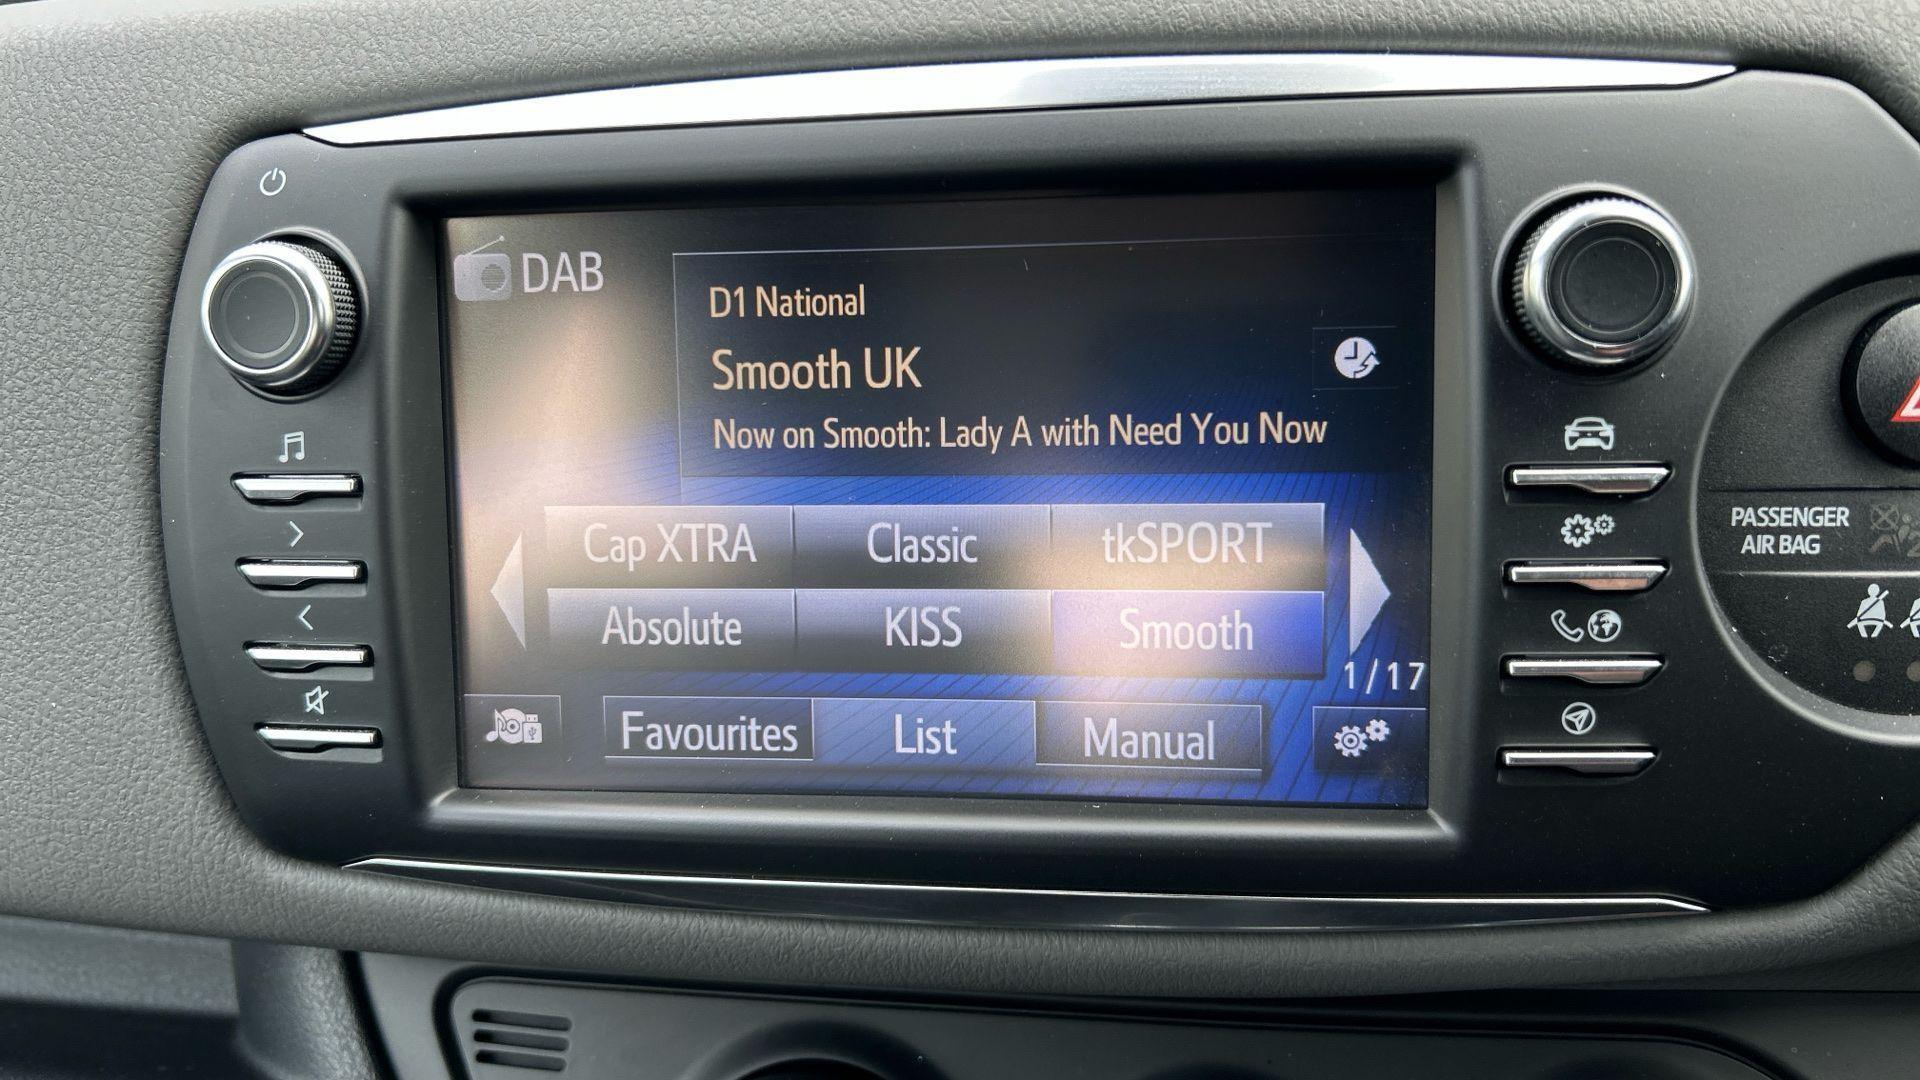 DAB
D1 National
Smooth UK
Now on Smooth: Lady A with Need You Now
Cap XTRA Classic tkSPORT
Absolute KISS Smooth
1/17
Favourites List Manual
PASSENGER
AIR BAG